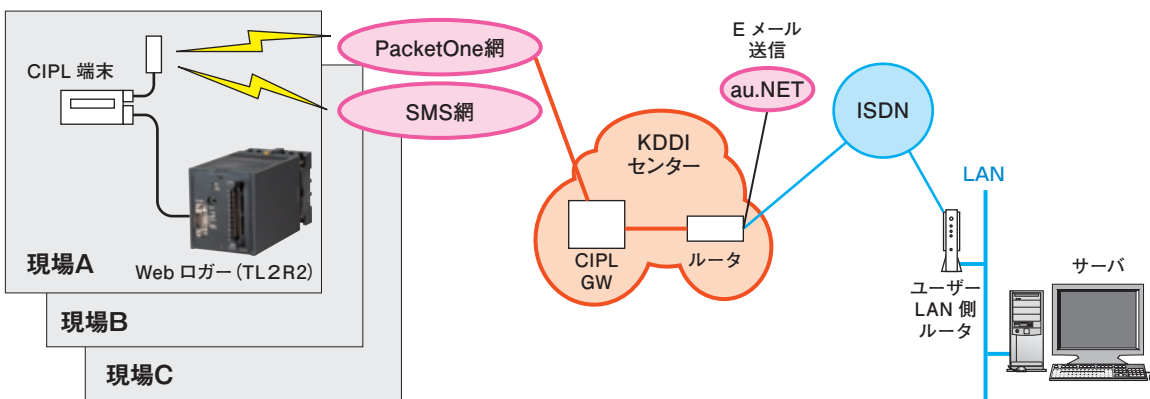 CIPL 端末
Web ロガー(TL2R2)
現場A
現場B
現場C
PacketOne網
SMS網
KDDI
センター
CIPL
GW
ルータ
E メール
送信
au.NET
ISDN
LAN
ユーザー
LAN 側
ルータ
サーバ